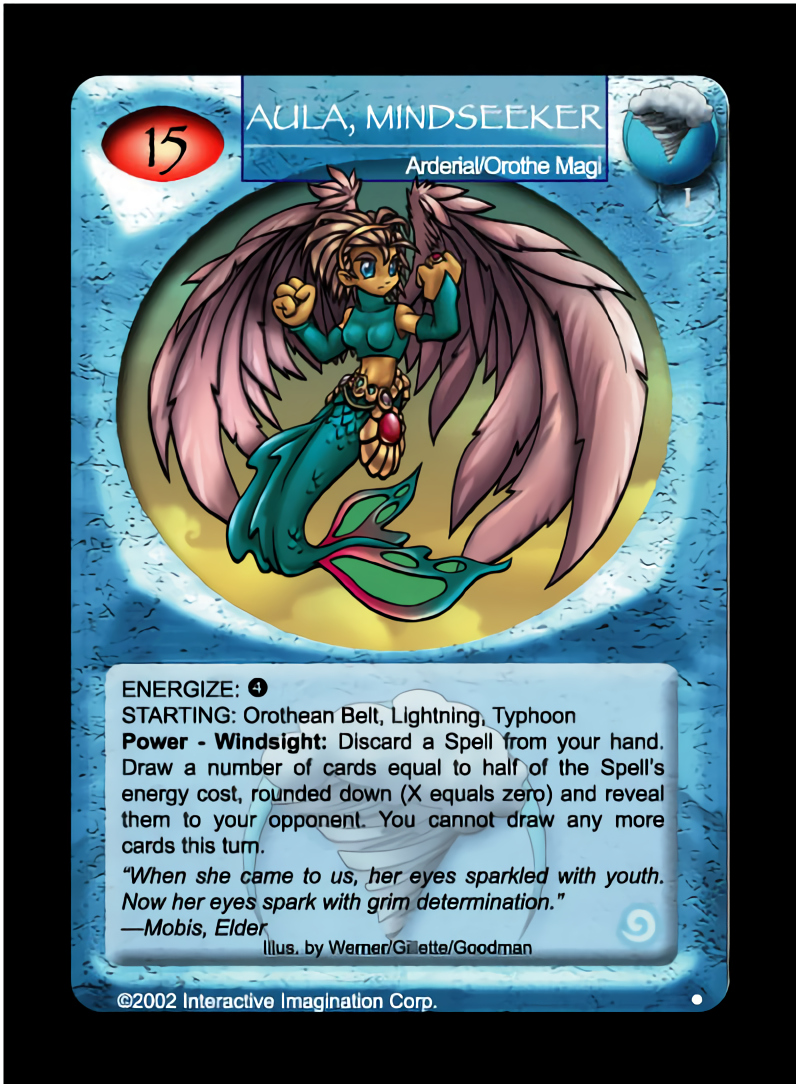 15
AULA, MINDSEEKER
Arderial/Orothe Magi
1
ENERGIZE: 4
STARTING: Orothean Belt, Lightning, Typhoon
Power - Windsight: Discard a Spell from your hand.
Draw a number of cards equal to half of the Spell's
energy cost, rounded down (X equals zero) and reveal
them to your opponent. You cannot draw any more
cards this turn.
“When she came to us, her eyes sparkled with youth.
Now her eyes spark with grim determination.”
—Mobis, Elder
Illus. by Werner/Gillette/Goodman
©2002 Interactive Imagination Corp.